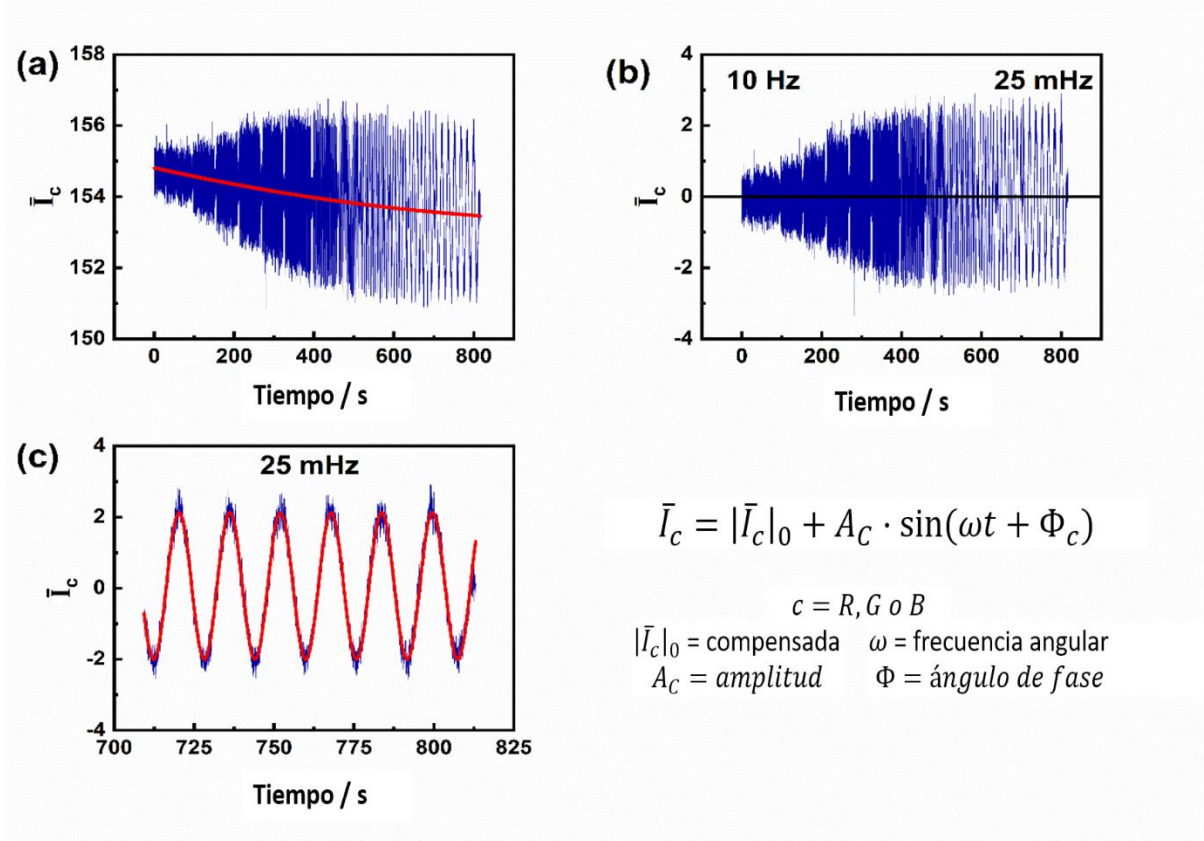 (a)
158
156
154
152
150
Ī_c
0 200 400 600 800
Tiempo / s
(b)
10 Hz 25 mHz
4
2
0
-2
-4
Ī_c
0 200 400 600 800
Tiempo / s
(c)
25 mHz
4
2
0
-2
-4
Ī_c
700 725 750 775 800 825
Tiempo / s
Ī_c = |Ī_c|_0 + A_C · sin(ωt + Φ_c)
c = R, G o B
|Ī_c|_0 = compensada ω = frecuencia angular
A_C = amplitud Φ = ángulo de fase